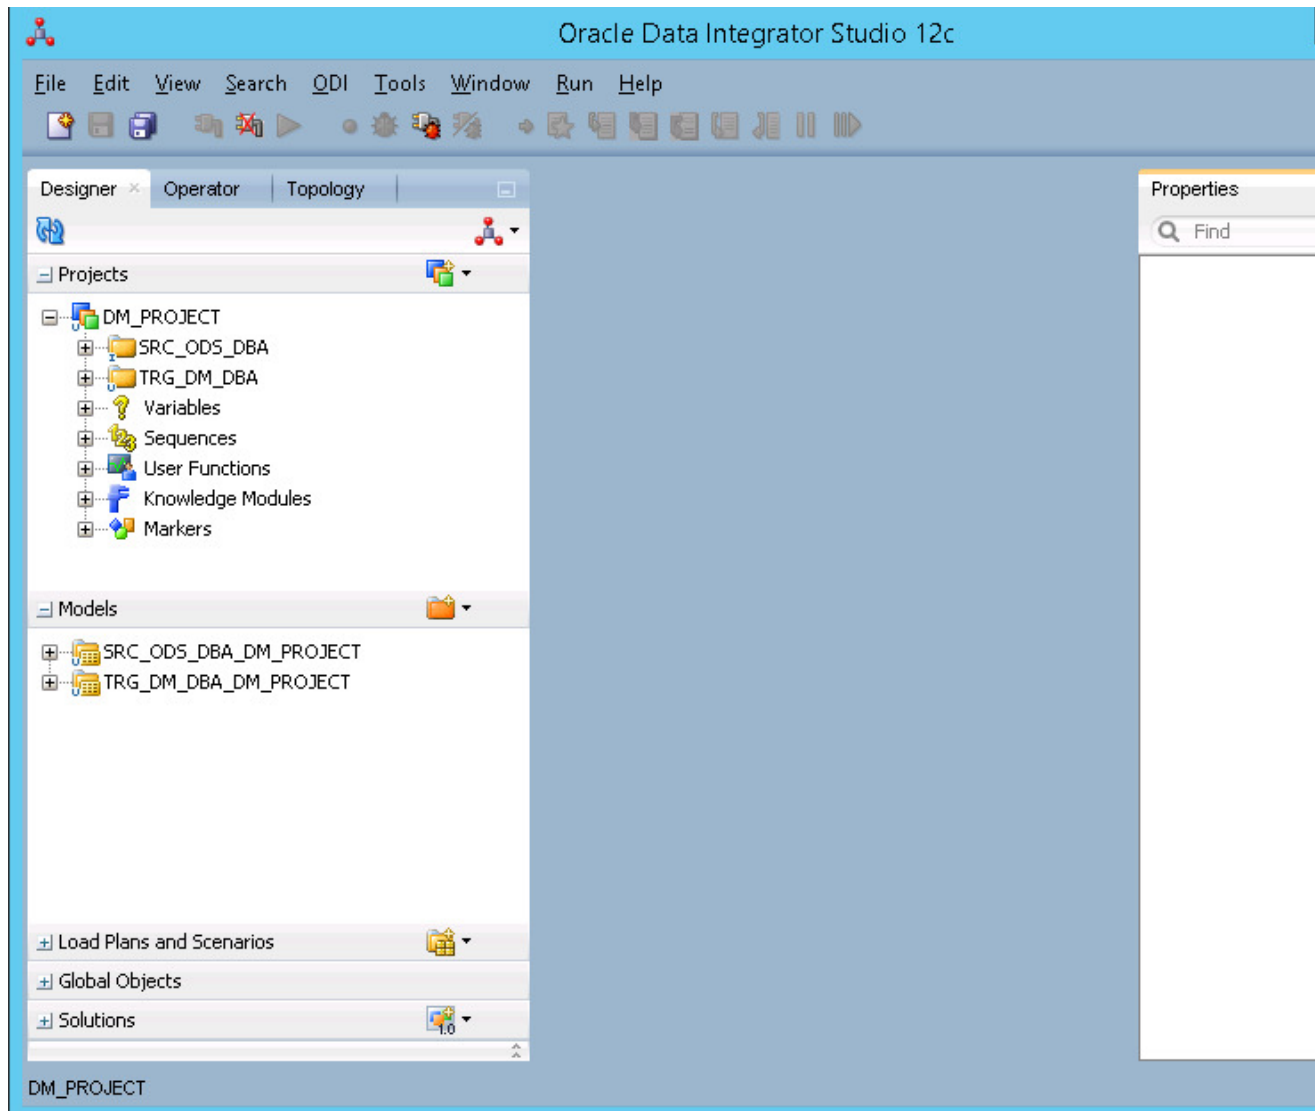 Oracle Data Integrator Studio 12c
File Edit View Search ODI Tools Window Run Help
Designer Operator Topology
Properties
Find
Projects
DM_PROJECT
SRC_ODS_DBA
TRG_DM_DBA
Variables
Sequences
User Functions
Knowledge Modules
Markers
Models
SRC_ODS_DBA_DM_PROJECT
TRG_DM_DBA_DM_PROJECT
Load Plans and Scenarios
Global Objects
Solutions
1.0
DM_PROJECT